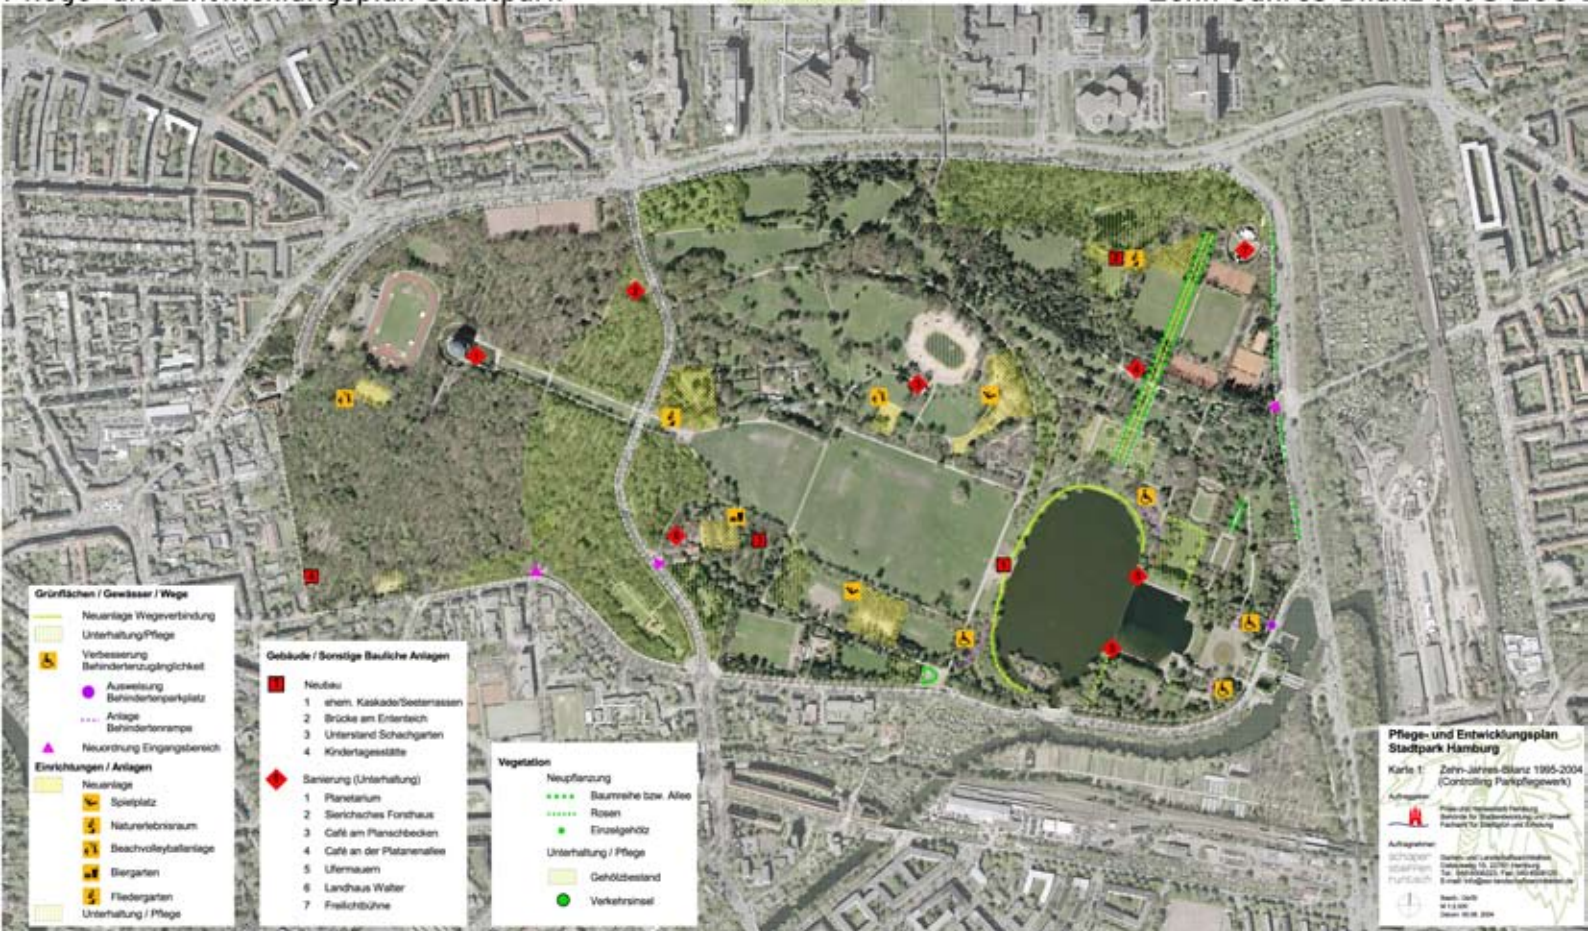 Pflege- und Entwicklungsplan Stadtpark
Grünflächen / Gewässer / Wege
Neuanlage Wegeverbindung
Unterhaltung/Pflege
Verbesserung
Behindertenzugänglichkeit
Ausweisung
Behindertenparkplatz
Anlage
Behindertenrampe
Neuordnung Eingangsbereich
Einrichtungen / Anlagen
Neuanlage
Spielplatz
Naturerlebnisraum
Beachvolleyballanlage
Biergarten
Fliedergarten
Unterhaltung / Pflege
Gebäude / Sonstige Bauliche Anlagen
Neubau
1 ehem. Kaskade/Seeterrassen
2 Brücke am Ententeich
3 Unterstand Schachgarten
4 Kindertagesstätte
Sanierung (Unterhaltung)
1 Planetarium
2 Sierichsches Forsthaus
3 Café am Planschbecken
4 Café an der Platanenallee
5 Ufermauern
6 Landhaus Walter
7 Freilichtbühne
Vegetation
Neupflanzung
Baumreihe bzw. Allee
Rosen
Einzelgehölz
Unterhaltung / Pflege
Gehölzbestand
Verkehrsinsel
Pflege- und Entwicklungsplan
Stadtpark Hamburg
Karte 1: Zehn-Jahres-Bilanz 1995-2004
(Controlling Parkpflegewerk)